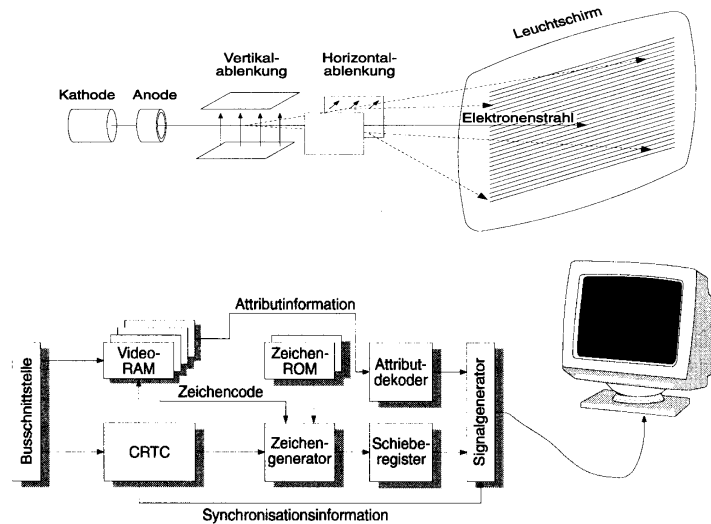 Leuchtschirm
Vertikal-
ablenkung
Horizontal-
ablenkung
Kathode
Anode
Elektronenstrahl
Attributinformation
Busschnittstelle
Video-
RAM
Zeichen-
ROM
Attribut-
dekoder
Signalgenerator
Zeichencode
CRTC
Zeichen-
generator
Schiebe-
register
Synchronisationsinformation